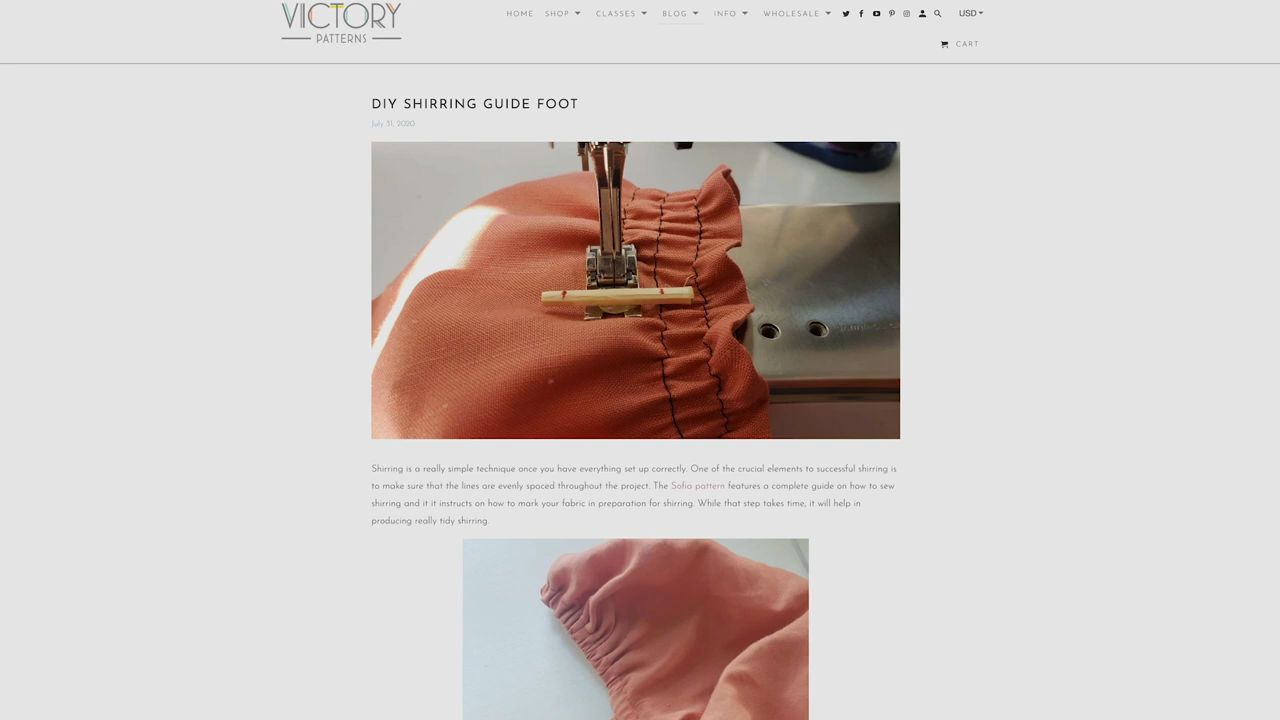 VICTORY
PATTERNS
HOME SHOP CLASSES BLOG INFO WHOLESALE USD
CART
DIY SHIRRING GUIDE FOOT
July 31, 2020
Shirring is a really simple technique once you have everything set up correctly. One of the crucial elements to successful shirring is
to make sure that the lines are evenly spaced throughout the project. The Sofia pattern features a complete guide on how to sew
shirring and it it instructs on how to mark your fabric in preparation for shirring. While that step takes time, it will help in
producing really tidy shirring.